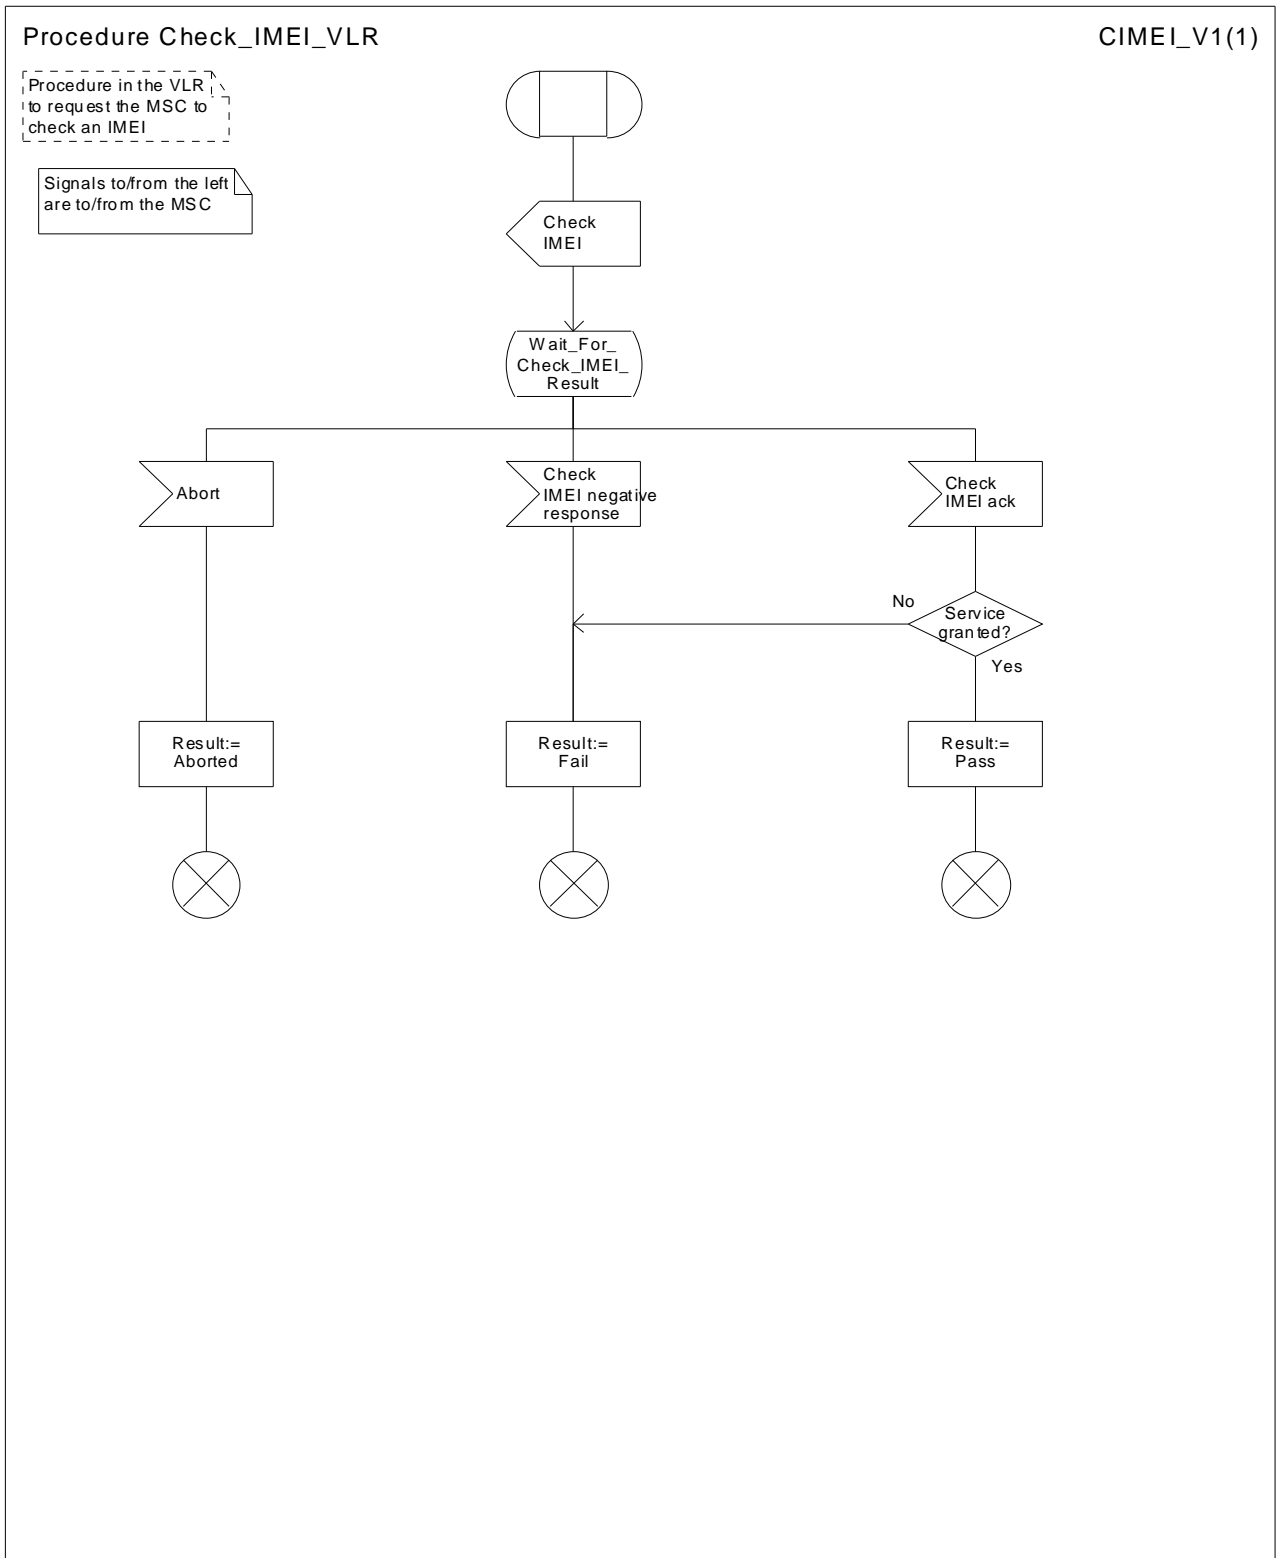 Procedure Check_IMEI_VLR
CIMEI_V1(1)
Procedure in the VLR
to request the MSC to
check an IMEI
Signals to/from the left
are to/from the MSC
Check
IMEI
Wait_For_
Check_IMEI_
Result
Abort
Check
IMEI negative
response
Check
IMEI ack
No
Service
granted?
Yes
Result:=
Aborted
Result:=
Fail
Result:=
Pass